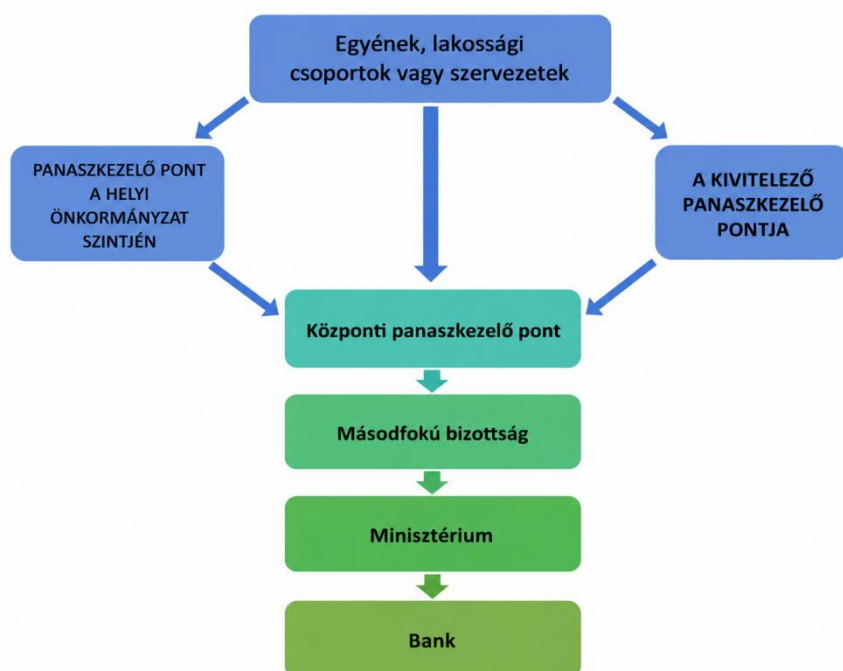 Egyének, lakossági
csoportok vagy szervezetek
PANASZKEZELŐ PONT
A HELYI
ÖNKORMÁNYZAT
SZINTJÉN
A KIVITELEZŐ
PANASZKEZELŐ
PONTJA
Központi panaszkezelő pont
Másodfokú bizottság
Minisztérium
Bank